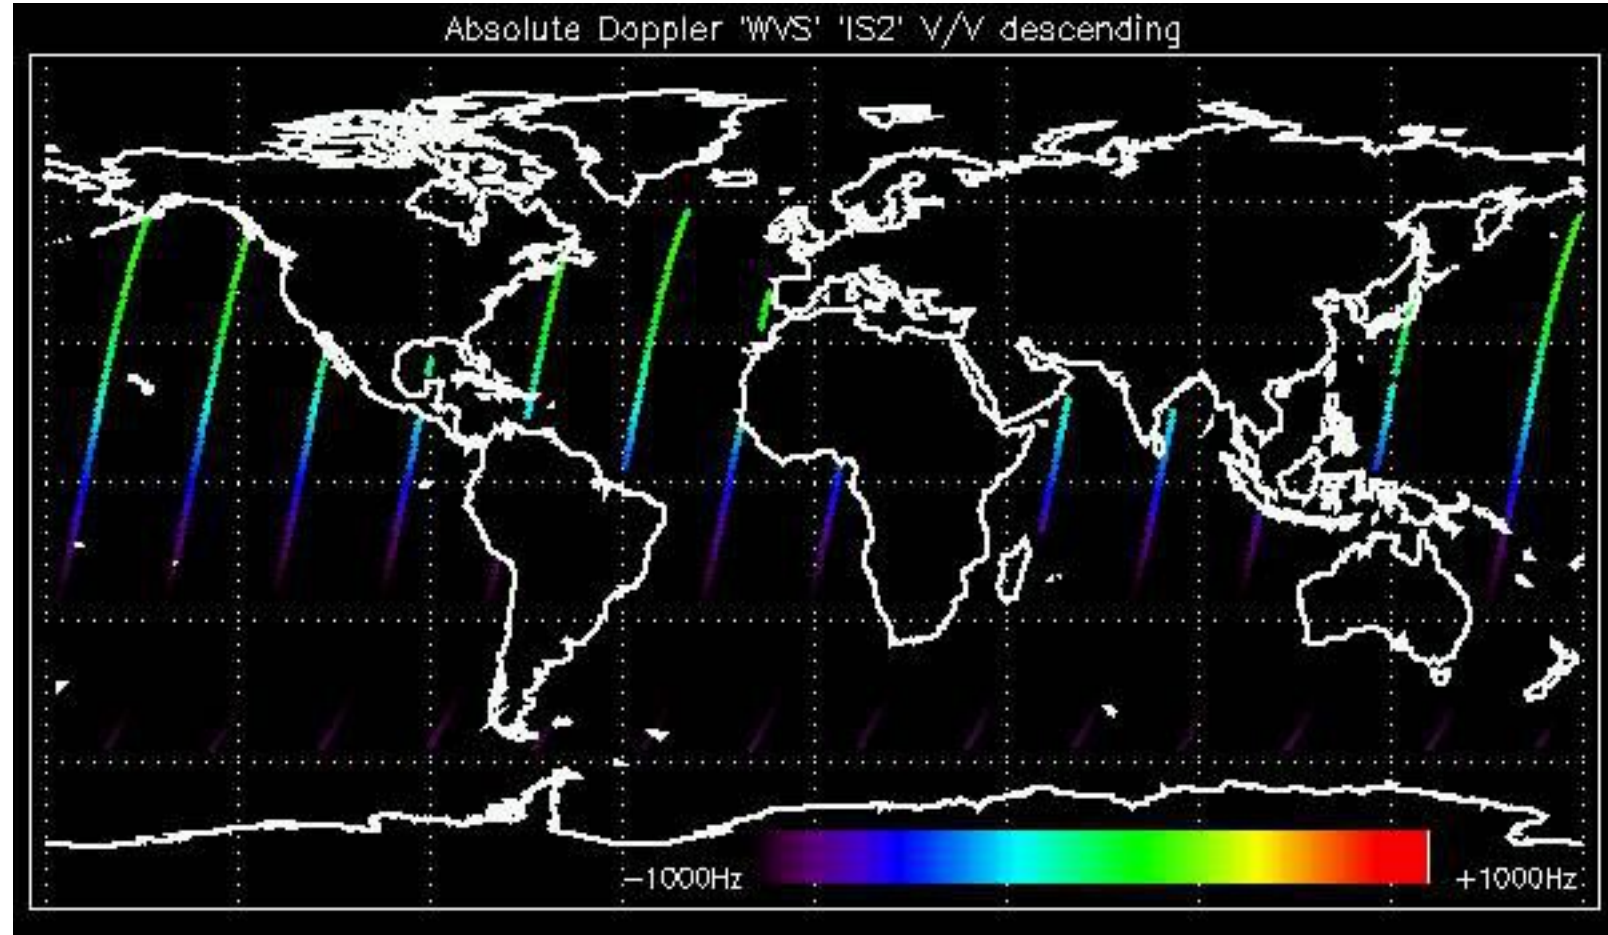 Absolute Doppler 'WVS' 'IS2' V/V descending
-1000Hz +1000Hz